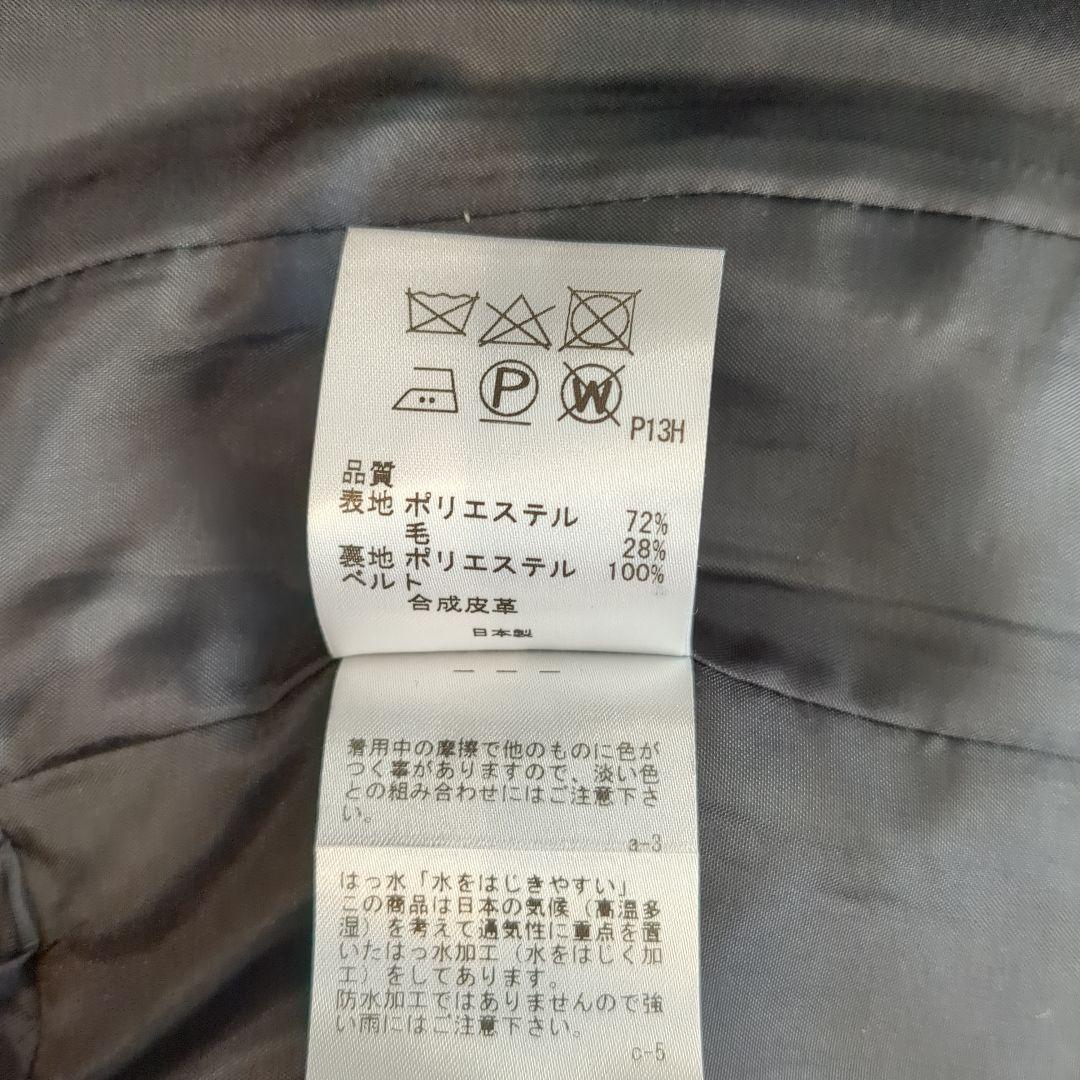 P
W
P13H
品質
表地 ポリエステル 72%
毛 28%
裏地 ポリエステル 100%
ベルト
合成皮革
日本製
着用中の摩擦で他のものに色が
つく事がありますので、淡い色
との組み合わせにはご注意下さ
い。
a-3
はっ水「水をはじきやすい」
この商品は日本の気候（高温多
湿）を考えて通気性に重点を置
いたはっ水加工（水をはじく加
工）をしてあります。
防水加工ではありませんので強
い雨にはご注意下さい。
c-5